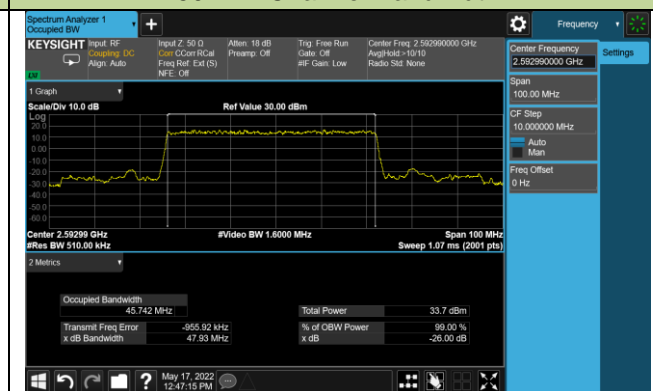 Spectrum Analyzer 1
Occupied BW
Frequency
KEYSIGHT
Input: RF
Coupling: DC
Align: Auto
Input Z: 50 Ω
Corr CCorr RCal
Freq Ref: Ext (S)
NFE: Off
Atten: 18 dB
Preamp: Off
Trig: Free Run
Gate: Off
#IF Gain: Low
Center Freq: 2.592990000 GHz
Avg|Hold:>10/10
Radio Std: None
Center Frequency
2.592990000 GHz
Settings
Span
100.00 MHz
CF Step
10.000000 MHz
Auto
Man
Freq Offset
0 Hz
1 Graph
Scale/Div 10.0 dB
Ref Value 30.00 dBm
Log
20.0
10.0
0.00
-10.0
-20.0
-30.0
-40.0
-50.0
-60.0
Center 2.59299 GHz
#Video BW 1.6000 MHz
Span 100 MHz
#Res BW 510.00 kHz
Sweep 1.07 ms (2001 pts)
2 Metrics
Occupied Bandwidth
45.742 MHz
Total Power
33.7 dBm
Transmit Freq Error
-955.92 kHz
% of OBW Power
99.00 %
x dB Bandwidth
47.93 MHz
x dB
-26.00 dB
?
May 17, 2022
12:47:15 PM